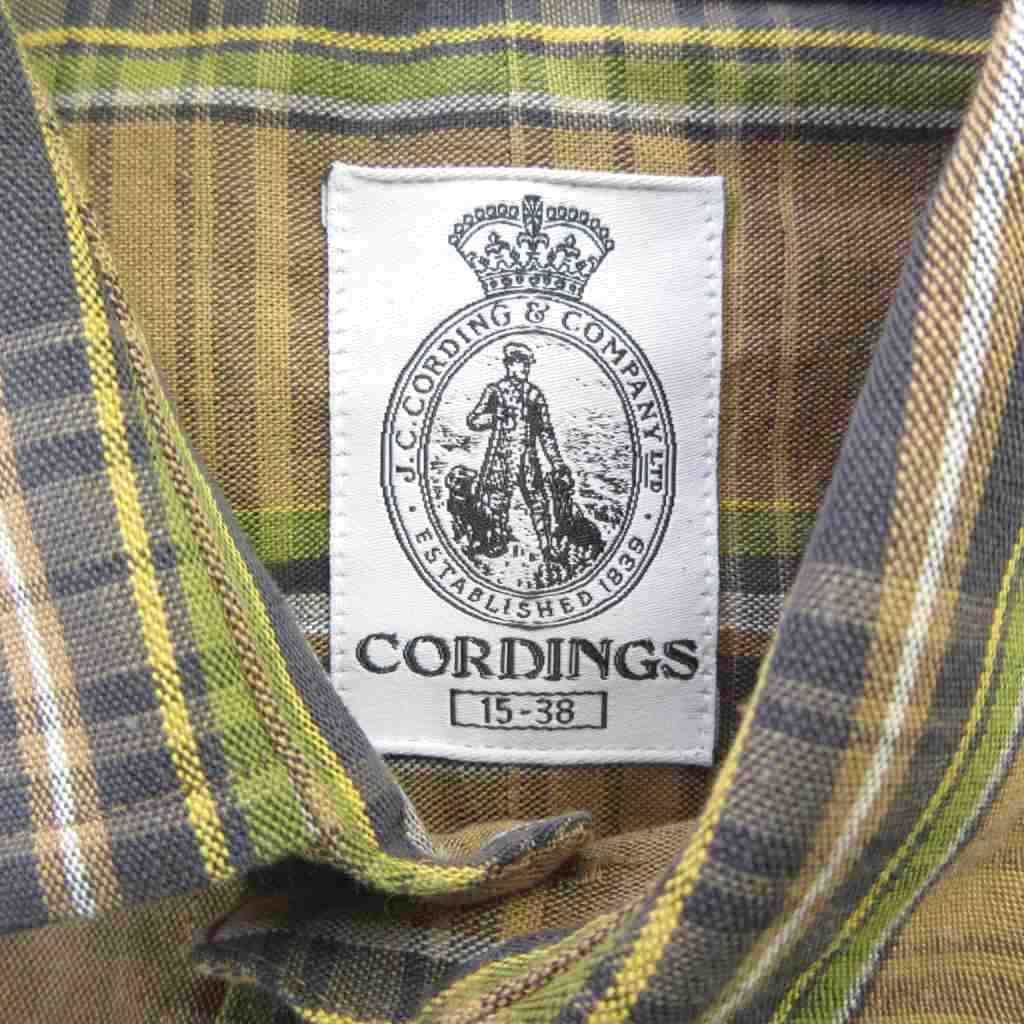 J.C.CORDING & COMPANY LTD
· ESTABLISHED 1839 ·
CORDINGS
15-38